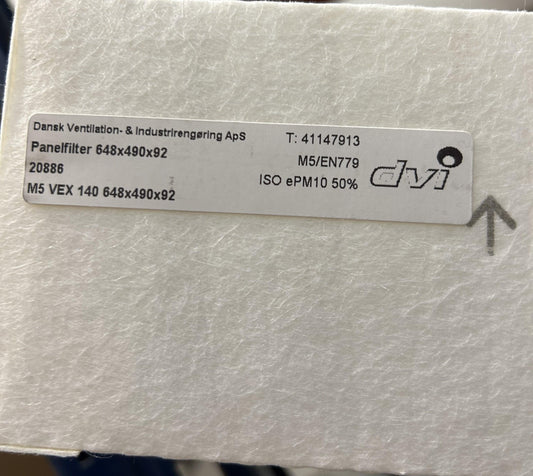 Dansk Ventilation- & Industrirengøring ApS
Panelfilter 648x490x92
20886
M5 VEX 140 648x490x92
T: 41147913
M5/EN779
ISO ePM10 50%
dvi